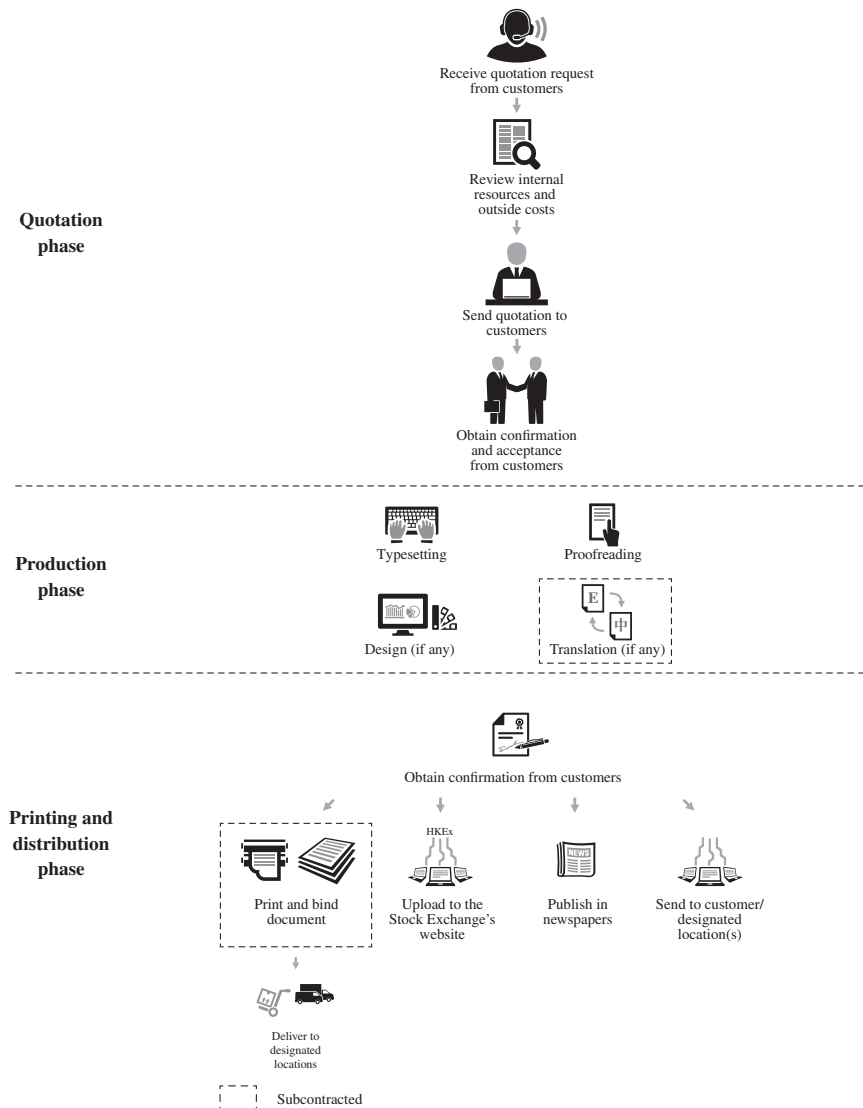 Receive quotation request
from customers
Review internal
resources and
outside costs
Quotation
phase
Send quotation to
customers
Obtain confirmation
and acceptance
from customers
Typesetting
Proofreading
Production
phase
E
中
Design (if any)
Translation (if any)
Obtain confirmation from customers
Printing and
distribution
phase
HKEx
NEWS
Print and bind
document
Upload to the
Stock Exchange's
website
Publish in
newspapers
Send to customer/
designated
location(s)
Deliver to
designated
locations
Subcontracted